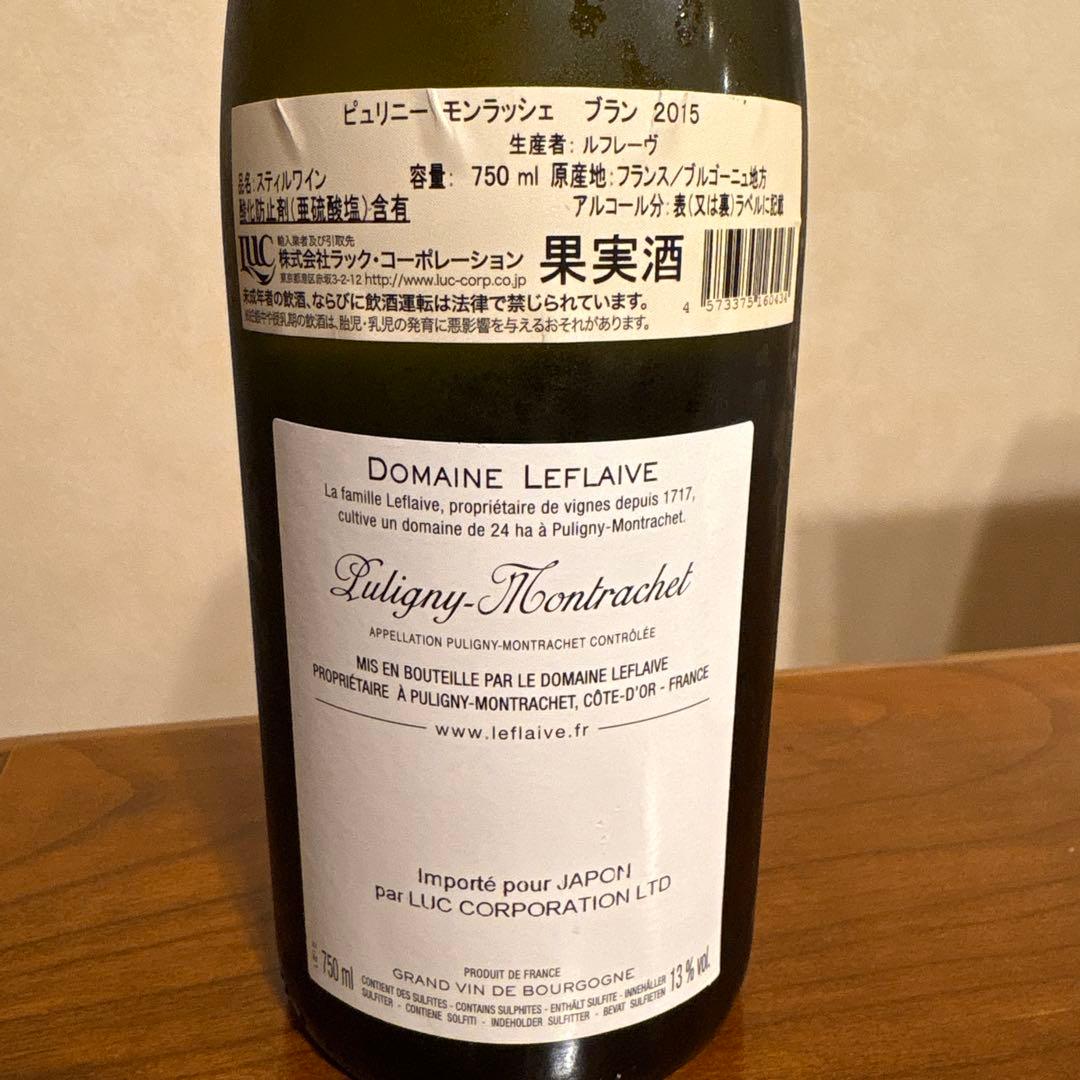 ピュリニー モンラッシェ ブラン 2015
生産者: ルフレーヴ
品名:スティルワイン 容量: 750 ml 原産地:フランス/ブルゴーニュ地方
酸化防止剤(亜硫酸塩)含有 アルコール分:表(又は裏)ラベルに記載
LUC
輸入業者及び引取先
株式会社ラック・コーポレーション
東京都港区赤坂3-2-12 http://www.luc-corp.co.jp
果実酒
4 573375 160434
未成年者の飲酒、ならびに飲酒運転は法律で禁じられています。
妊娠中や授乳期の飲酒は、胎児・乳児の発育に悪影響を与えるおそれがあります。
DOMAINE LEFLAIVE
La famille Leflaive, propriétaire de vignes depuis 1717,
cultive un domaine de 24 ha à Puligny-Montrachet.
Puligny-Montrachet
APPELLATION PULIGNY-MONTRACHET CONTRÔLÉE
MIS EN BOUTEILLE PAR LE DOMAINE LEFLAIVE
PROPRIÉTAIRE À PULIGNY-MONTRACHET, CÔTE-D'OR - FRANCE
www.leflaive.fr
Importé pour JAPON
par LUC CORPORATION LTD
750 ml
PRODUIT DE FRANCE
GRAND VIN DE BOURGOGNE
13 % vol.
CONTIENT DES SULFITES - CONTAINS SULPHITES - ENTHÄLT SULFITE - INNEHÅLLER
SULFITER - CONTIENE SOLFITI - INDEHOLDER SULFITTER - BEVAT SULFIETEN